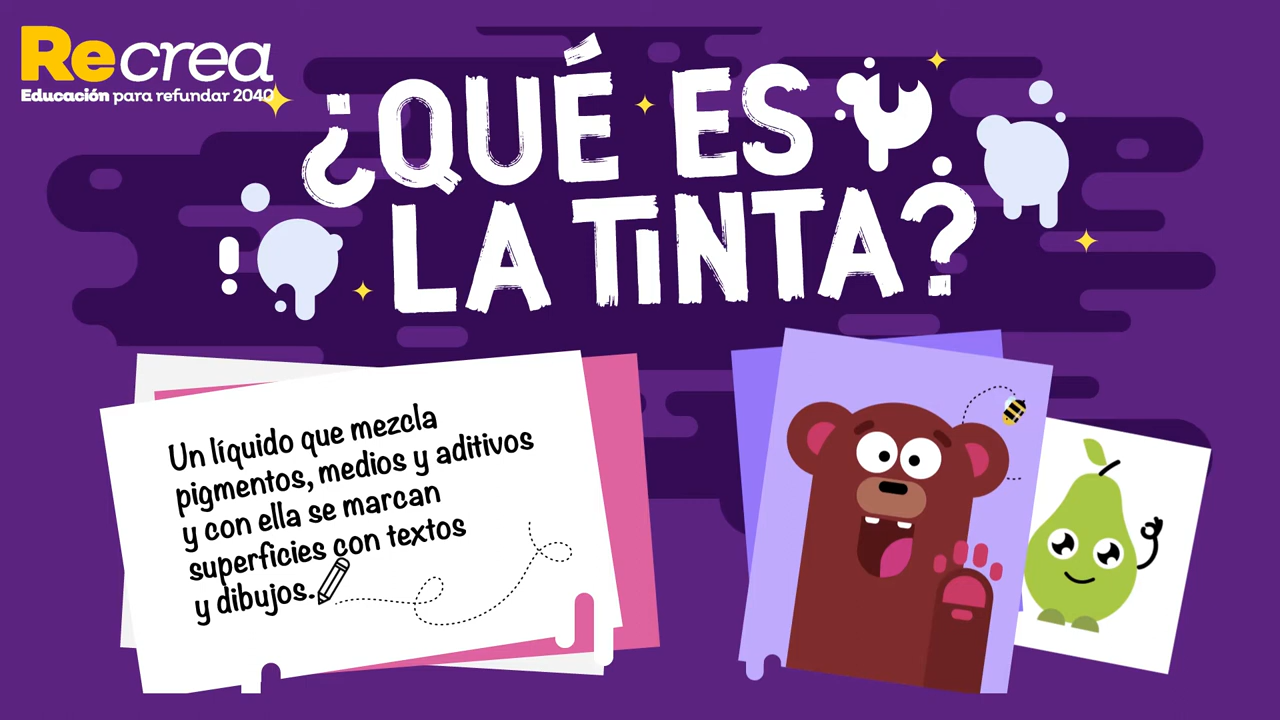 Recrea
Educación para refundar 2040
¿QUÉ ES
LA TiNTA?
Un líquido que mezcla
pigmentos, medios y aditivos
y con ella se marcan
superficies con textos
y dibujos.